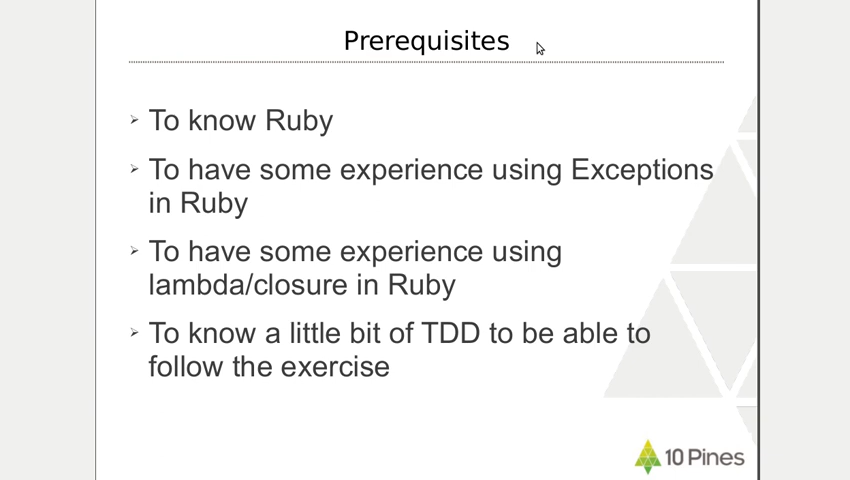 Prerequisites
To know Ruby
To have some experience using Exceptions
in Ruby
To have some experience using
lambda/closure in Ruby
To know a little bit of TDD to be able to
follow the exercise
10 Pines